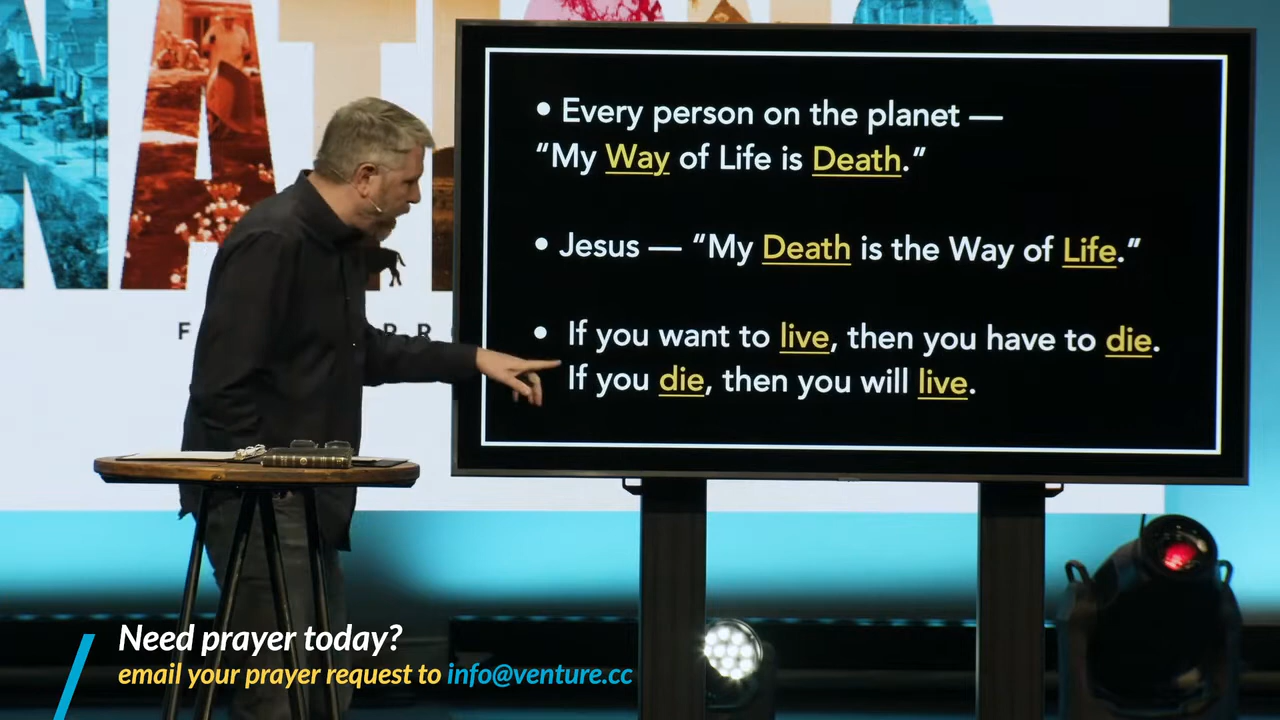 • Every person on the planet —
“My Way of Life is Death.”
• Jesus — “My Death is the Way of Life.”
• If you want to live, then you have to die.
If you die, then you will live.
Need prayer today?
email your prayer request to info@venture.cc